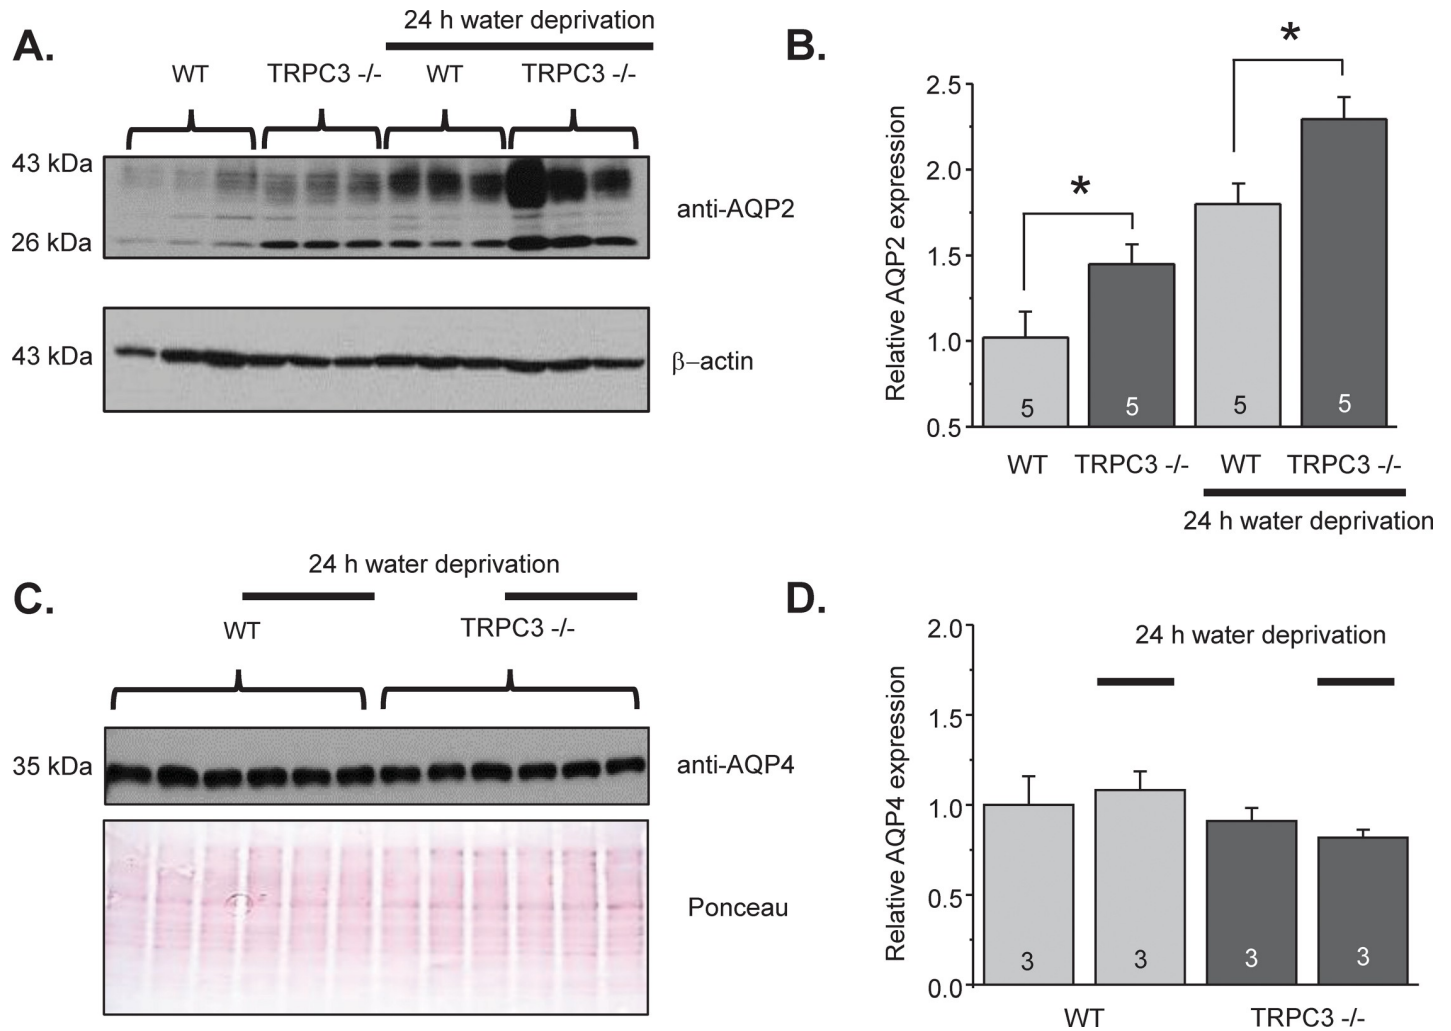 A.
24 h water deprivation
WT
TRPC3 -/-
WT
TRPC3 -/-
43 kDa
26 kDa
anti-AQP2
43 kDa
β–actin
B.
*
*
Relative AQP2 expression
2.5
2.0
1.5
1.0
0.5
5
5
5
5
WT
TRPC3 -/-
WT
TRPC3 -/-
24 h water deprivation
C.
24 h water deprivation
WT
TRPC3 -/-
35 kDa
anti-AQP4
Ponceau
D.
24 h water deprivation
Relative AQP4 expression
2.0
1.5
1.0
0.5
0.0
3
3
3
3
WT
TRPC3 -/-